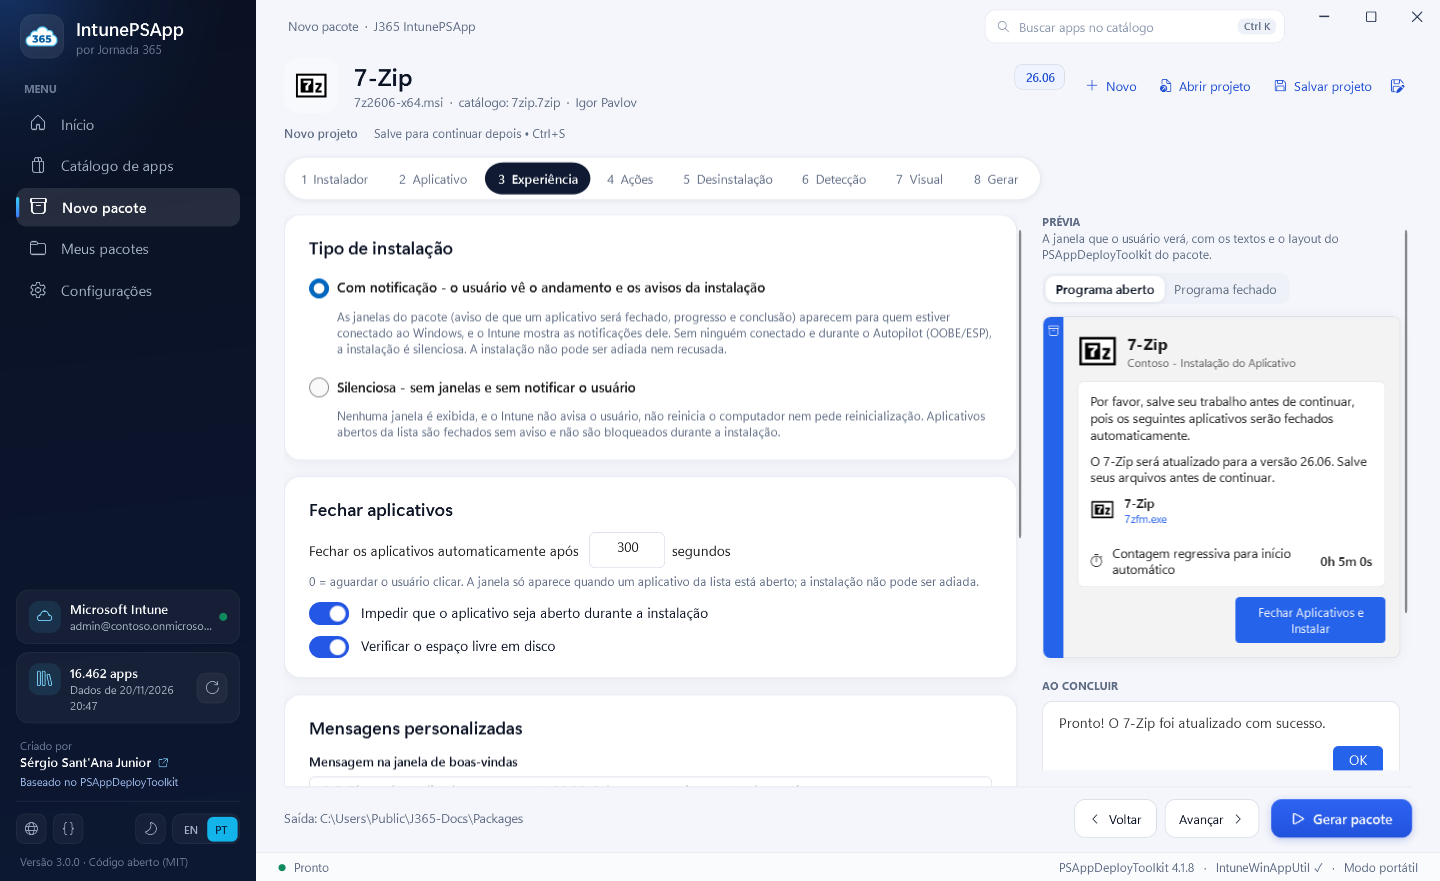 365
IntunePSApp
por Jornada 365
MENU
Início
Catálogo de apps
Novo pacote
Meus pacotes
Configurações
Microsoft Intune
admin@contoso.onmicroso...
16.462 apps
Dados de 20/11/2026
20:47
Criado por
Sérgio Sant'Ana Junior
Baseado no PSAppDeployToolkit
EN PT
Versão 3.0.0 · Código aberto (MIT)
Novo pacote · J365 IntunePSApp
Buscar apps no catálogo Ctrl K
7z
7-Zip
7z2606-x64.msi · catálogo: 7zip.7zip · Igor Pavlov
26.06
Novo
Abrir projeto
Salvar projeto
Novo projeto Salve para continuar depois • Ctrl+S
1 Instalador 2 Aplicativo 3 Experiência 4 Ações 5 Desinstalação 6 Detecção 7 Visual 8 Gerar
Tipo de instalação
Com notificação - o usuário vê o andamento e os avisos da instalação
As janelas do pacote (aviso de que um aplicativo será fechado, progresso e conclusão) aparecem para quem estiver
conectado ao Windows, e o Intune mostra as notificações dele. Sem ninguém conectado e durante o Autopilot (OOBE/ESP),
a instalação é silenciosa. A instalação não pode ser adiada nem recusada.
Silenciosa - sem janelas e sem notificar o usuário
Nenhuma janela é exibida, e o Intune não avisa o usuário, não reinicia o computador nem pede reinicialização. Aplicativos
abertos da lista são fechados sem aviso e não são bloqueados durante a instalação.
Fechar aplicativos
Fechar os aplicativos automaticamente após 300 segundos
0 = aguardar o usuário clicar. A janela só aparece quando um aplicativo da lista está aberto; a instalação não pode ser adiada.
Impedir que o aplicativo seja aberto durante a instalação
Verificar o espaço livre em disco
Mensagens personalizadas
Mensagem na janela de boas-vindas
PRÉVIA
A janela que o usuário verá, com os textos e o layout do
PSAppDeployToolkit do pacote.
Programa aberto Programa fechado
7z
7-Zip
Contoso - Instalação do Aplicativo
Por favor, salve seu trabalho antes de continuar,
pois os seguintes aplicativos serão fechados
automaticamente.
O 7-Zip será atualizado para a versão 26.06. Salve
seus arquivos antes de continuar.
7z
7-Zip
7zfm.exe
Contagem regressiva para início
automático
0h 5m 0s
Fechar Aplicativos e
Instalar
AO CONCLUIR
Pronto! O 7-Zip foi atualizado com sucesso.
OK
Saída: C:\Users\Public\J365-Docs\Packages
Voltar
Avançar
Gerar pacote
Pronto
PSAppDeployToolkit 4.1.8 · IntuneWinAppUtil ✓ · Modo portátil